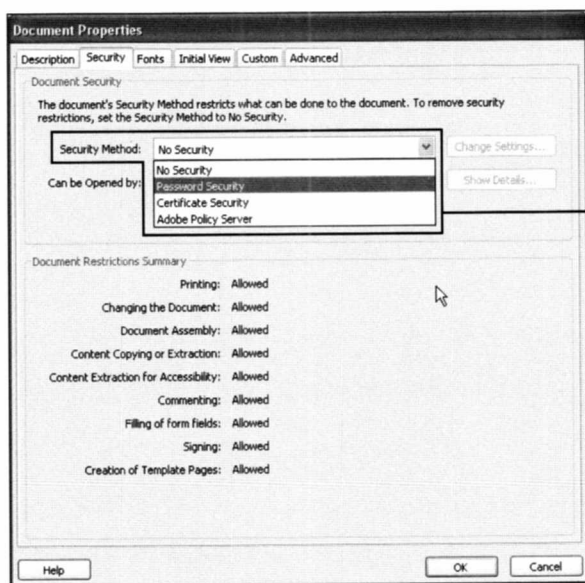 Document Properties
Description Security Fonts Initial View Custom Advanced
Document Security
The document's Security Method restricts what can be done to the document. To remove security
restrictions, set the Security Method to No Security.
Security Method: No Security Change Settings...
No Security
Can be Opened by: Password Security Show Details...
Certificate Security
Adobe Policy Server
Document Restrictions Summary
Printing: Allowed
Changing the Document: Allowed
Document Assembly: Allowed
Content Copying or Extraction: Allowed
Content Extraction for Accessibility: Allowed
Commenting: Allowed
Filling of form fields: Allowed
Signing: Allowed
Creation of Template Pages: Allowed
Help OK Cancel